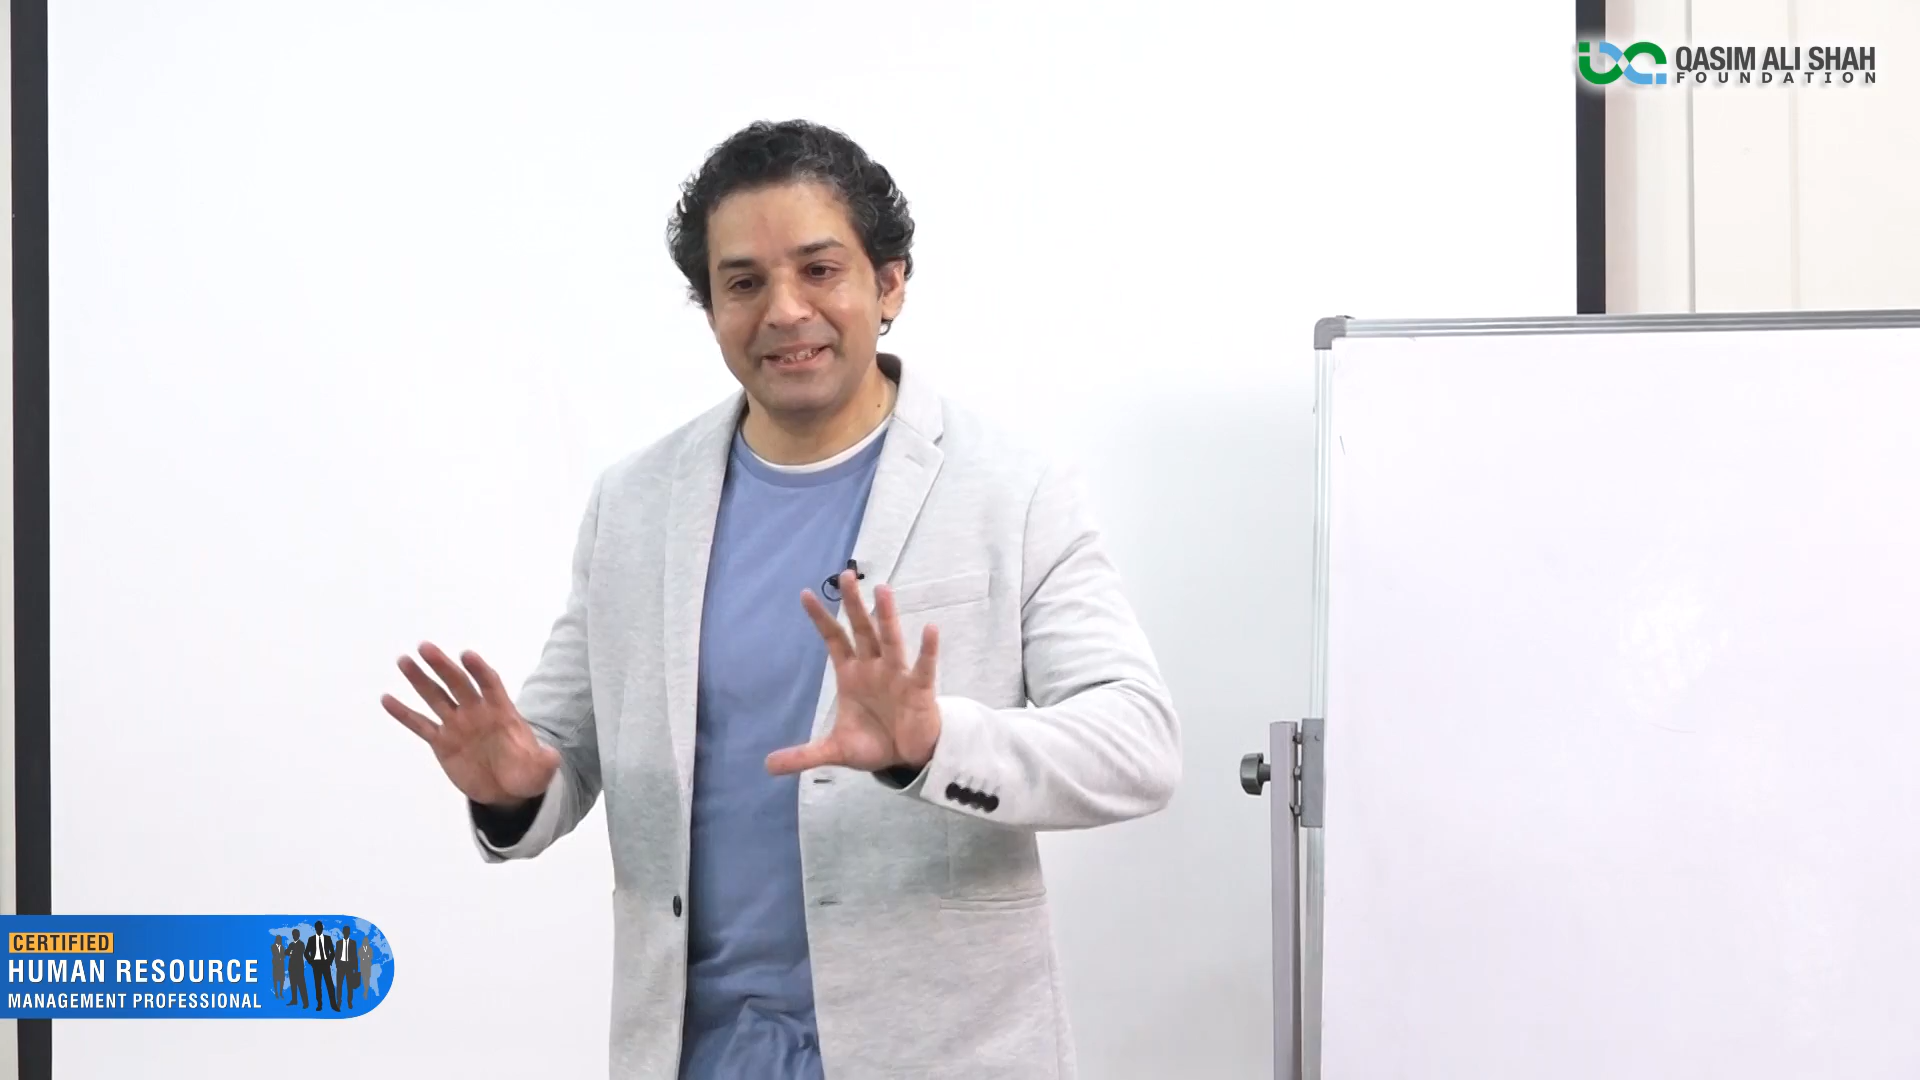 QASIM ALI SHAH
FOUNDATION
CERTIFIED
HUMAN RESOURCE
MANAGEMENT PROFESSIONAL